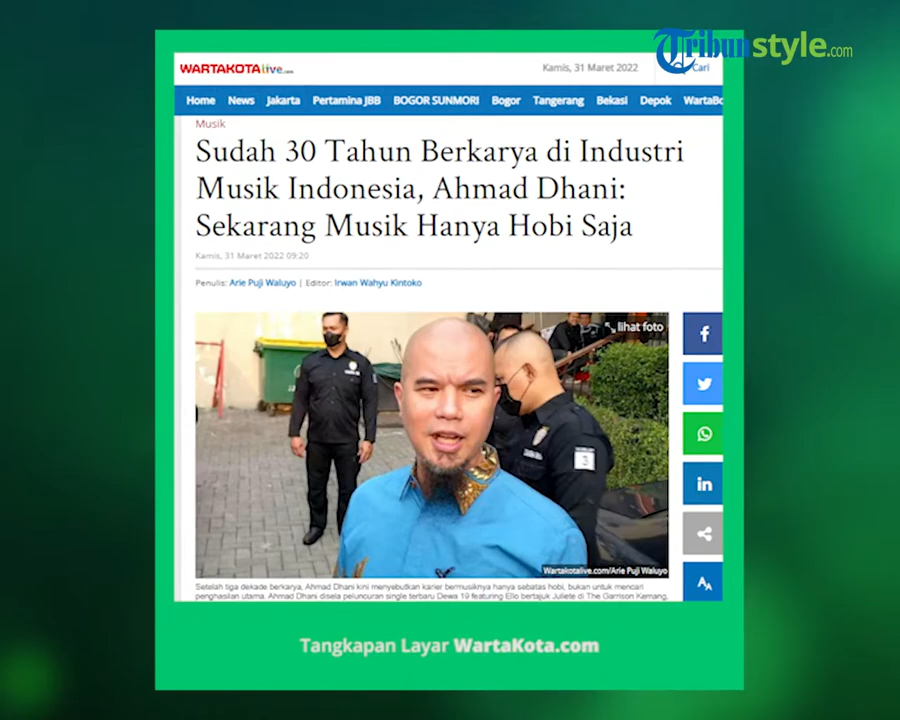 Tribunstyle.com
WARTAKOTAlive.com
Kamis, 31 Maret 2022
Cari
Home News Jakarta Pertamina JBB BOGOR SUNMORI Bogor Tangerang Bekasi Depok WartaBo
Musik
Sudah 30 Tahun Berkarya di Industri
Musik Indonesia, Ahmad Dhani:
Sekarang Musik Hanya Hobi Saja
Kamis, 31 Maret 2022 09:20
Penulis: Arie Puji Waluyo | Editor: Irwan Wahyu Kintoko
lihat foto
3
Wartakotalive.com/Arie Puji Waluyo
Setelah tiga dekade berkarya, Ahmad Dhani kini menyebutkan karier bermusiknya hanya sebatas hobi, bukan untuk mencari
penghasilan utama. Ahmad Dhani disela peluncuran single terbaru Dewa 19 featuring Ello bertajuk Juliete di The Garrison Kemang,
Tangkapan Layar WartaKota.com